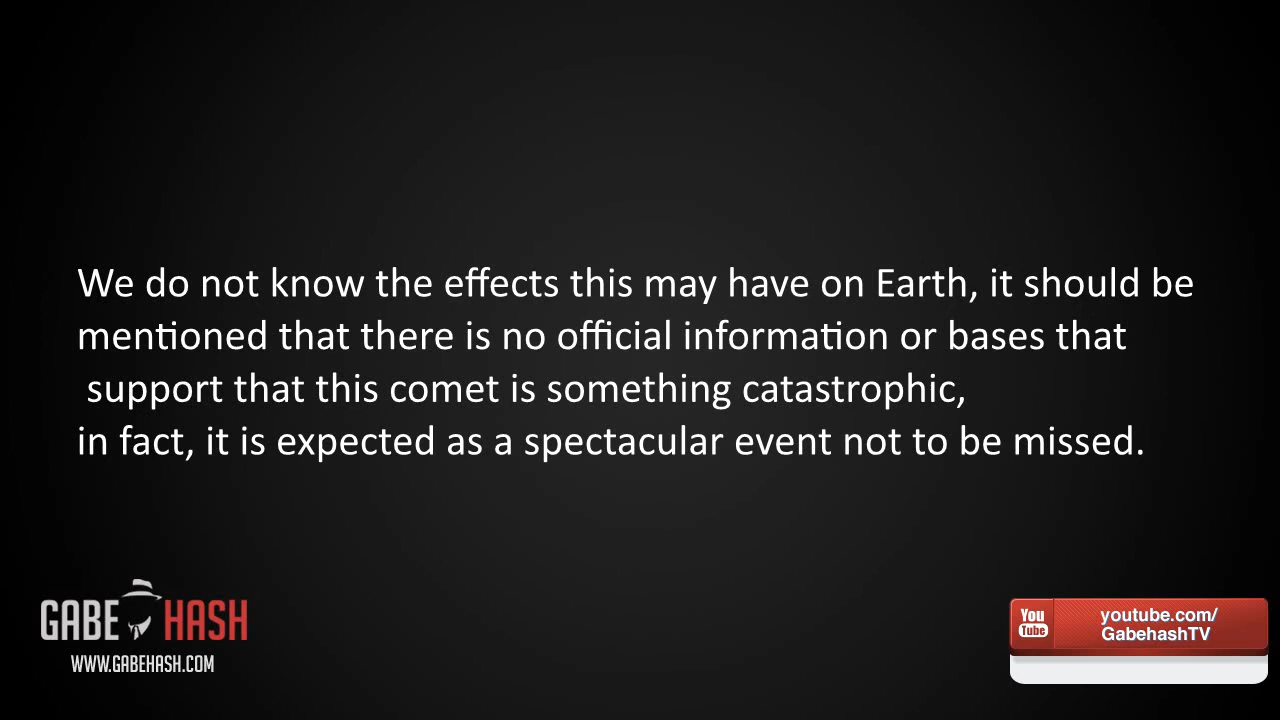 We do not know the effects this may have on Earth, it should be
mentioned that there is no official information or bases that
support that this comet is something catastrophic,
in fact, it is expected as a spectacular event not to be missed.
GABE HASH
WWW.GABEHASH.COM
You
Tube
youtube.com/
GabehashTV